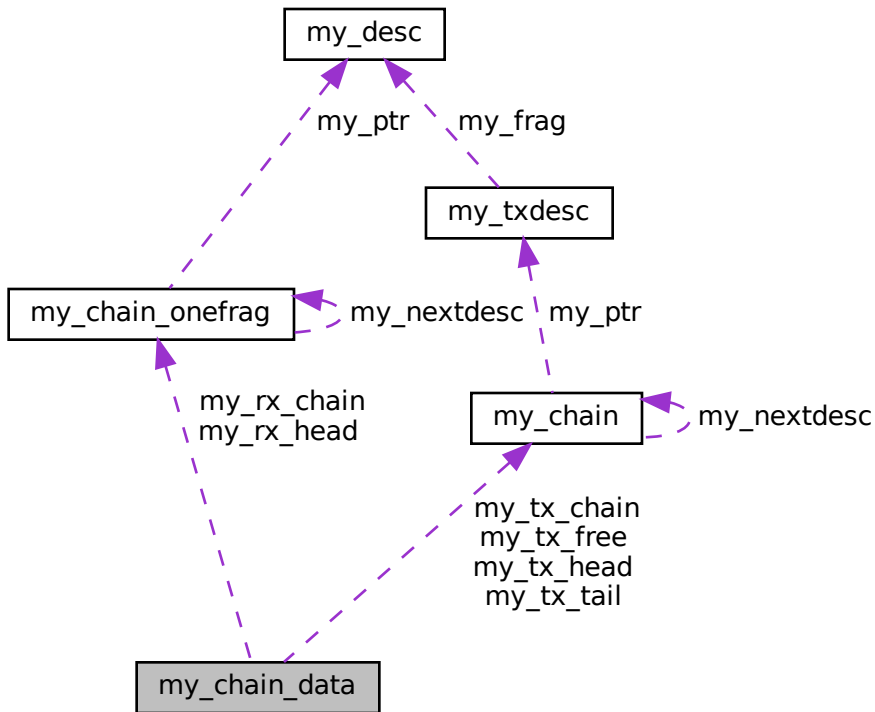 my_desc
my_ptr
my_frag
my_txdesc
my_chain_onefrag
my_nextdesc
my_ptr
my_rx_chain
my_rx_head
my_chain
my_nextdesc
my_tx_chain
my_tx_free
my_tx_head
my_tx_tail
my_chain_data